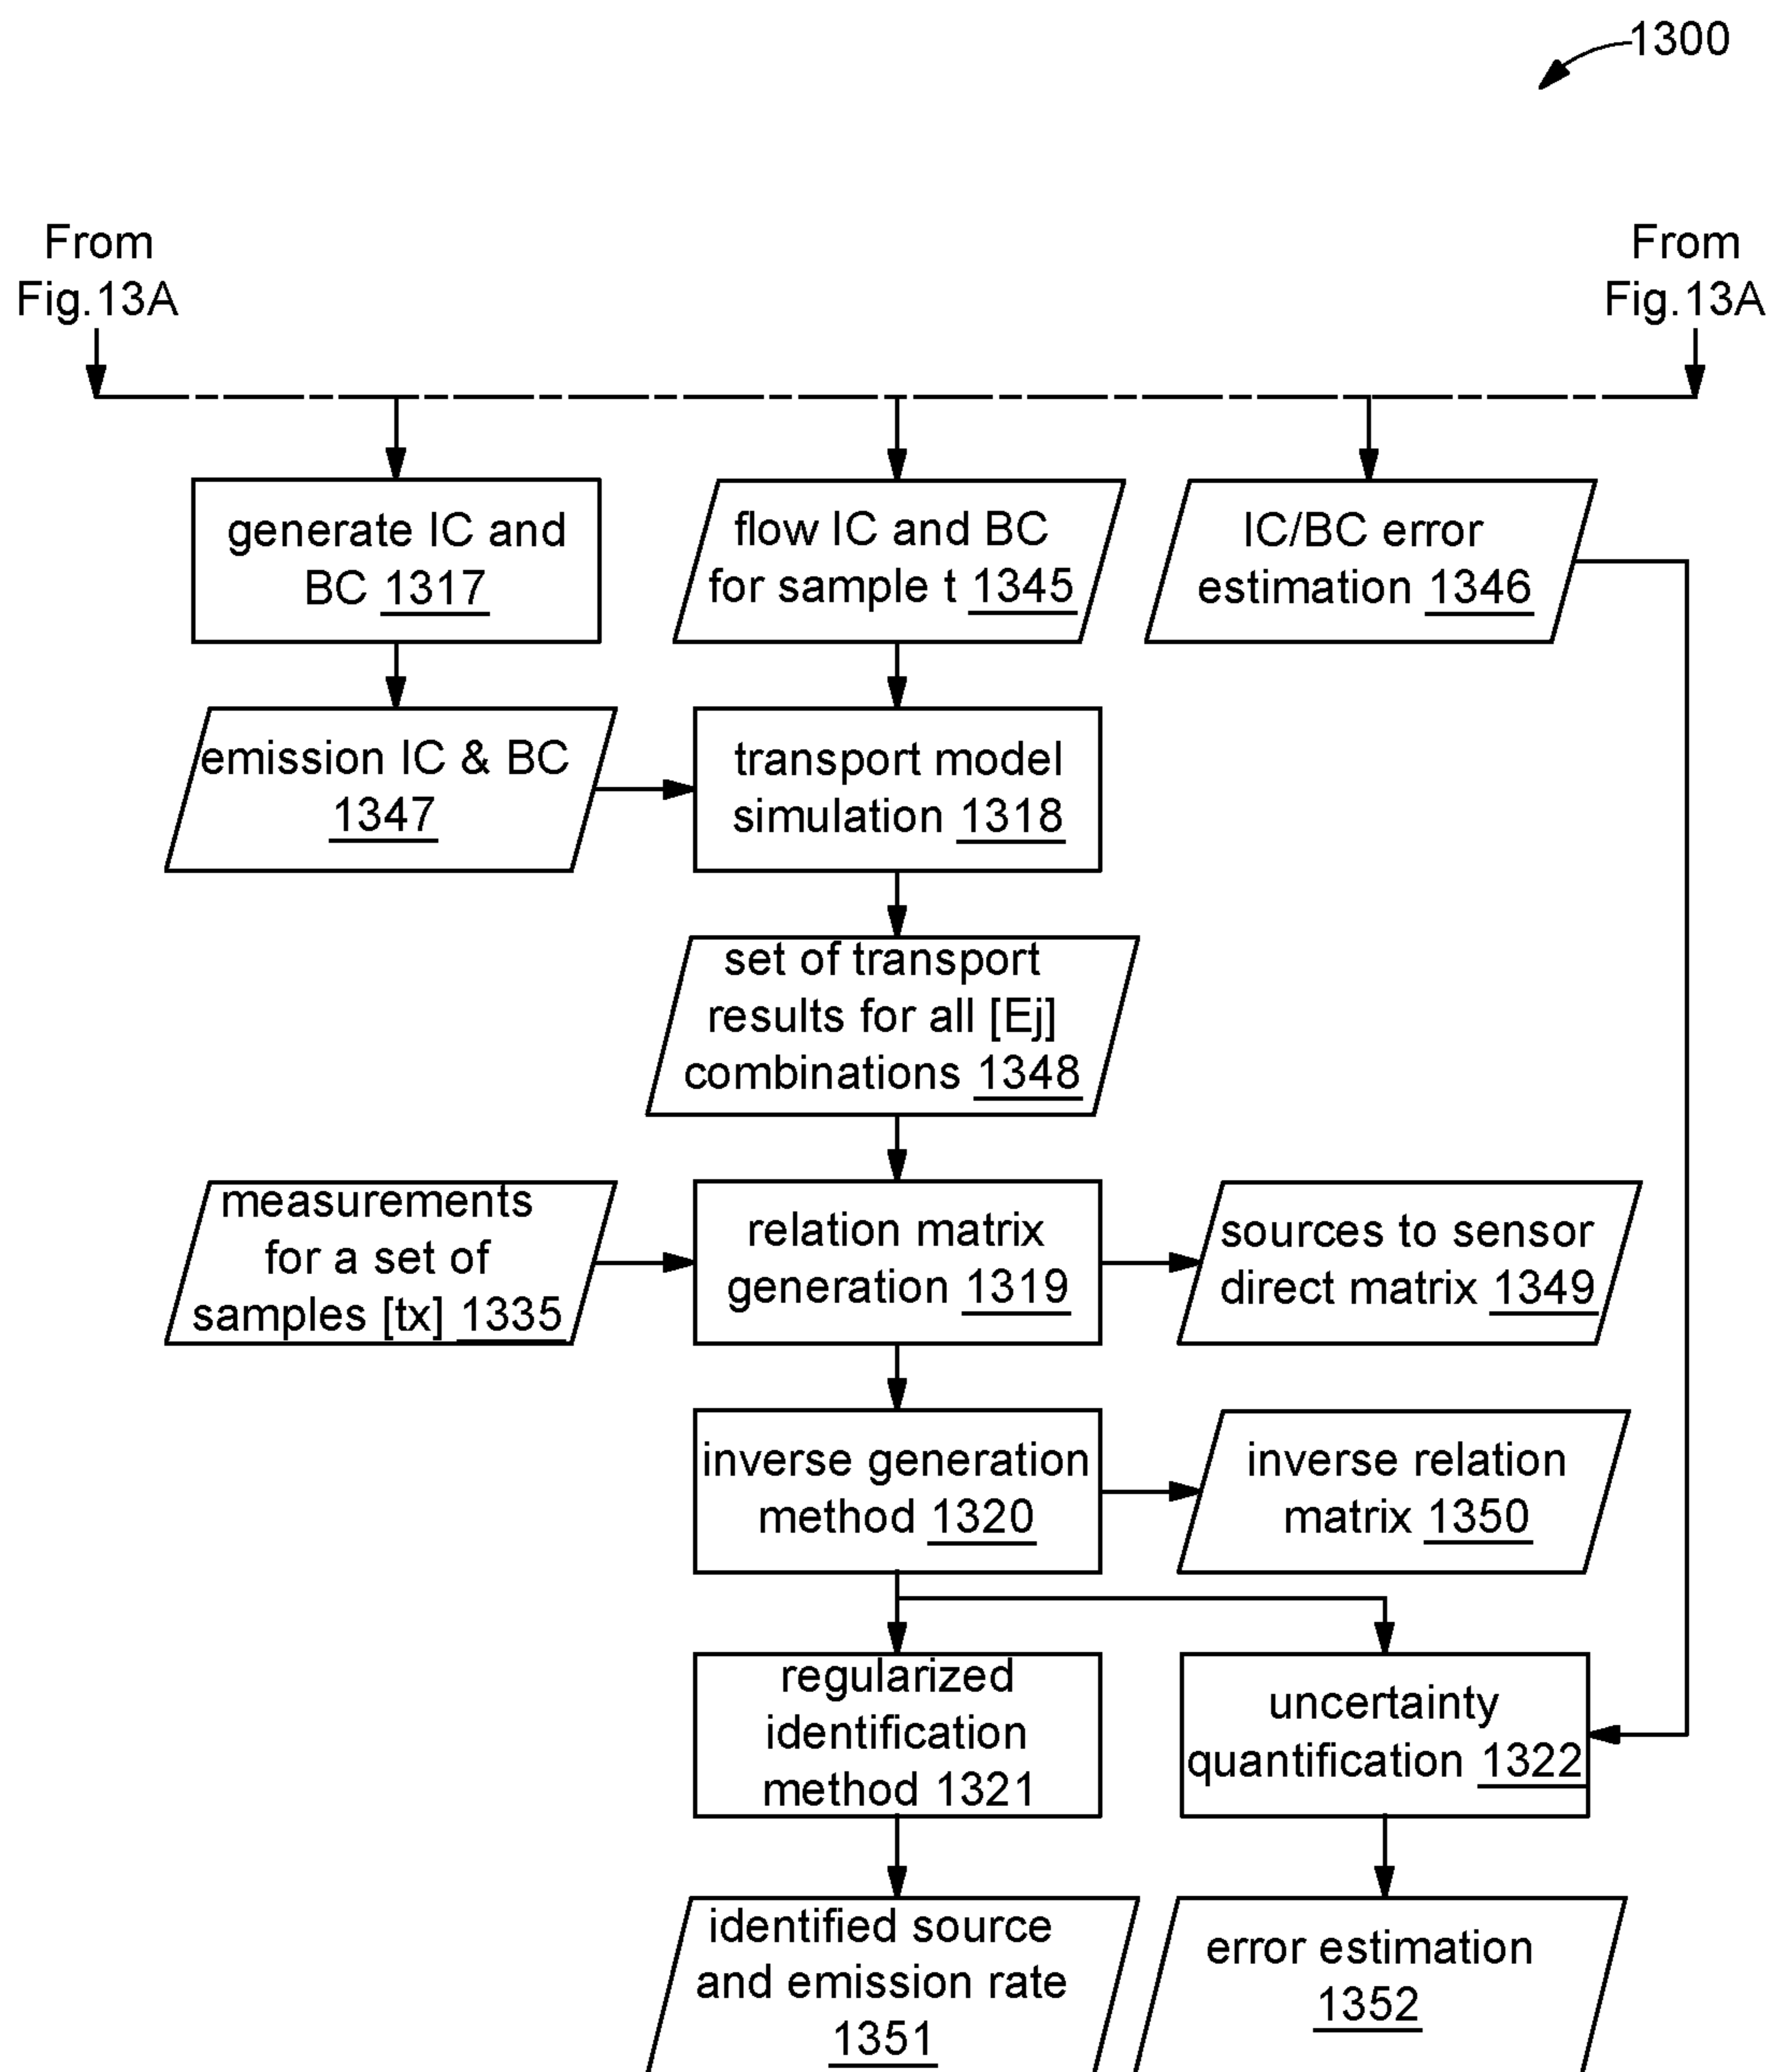 1300
From
Fig.13A
From
Fig.13A
generate IC and
BC 1317
flow IC and BC
for sample t 1345
IC/BC error
estimation 1346
emission IC & BC
1347
transport model
simulation 1318
set of transport
results for all [Ej]
combinations 1348
measurements
for a set of
samples [tx] 1335
relation matrix
generation 1319
sources to sensor
direct matrix 1349
inverse generation
method 1320
inverse relation
matrix 1350
regularized
identification
method 1321
uncertainty
quantification 1322
identified source
and emission rate
1351
error estimation
1352